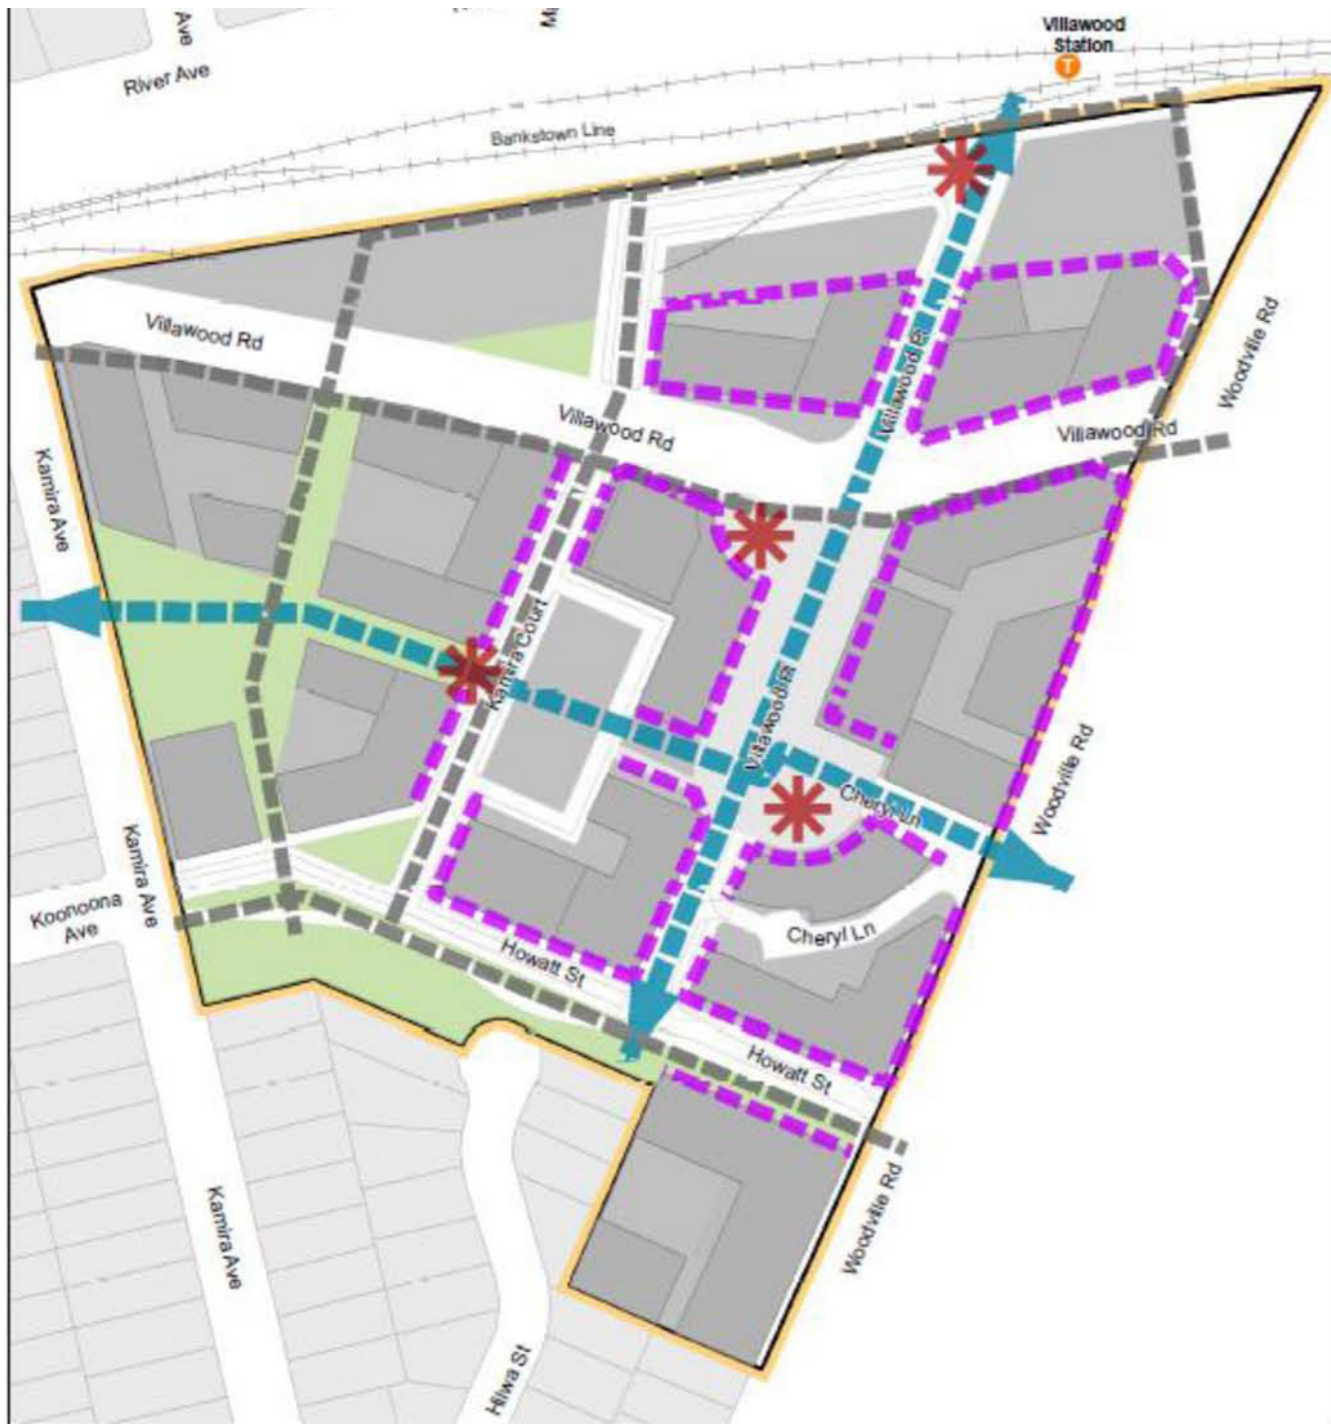 Ave
Villawood
Station
T
River Ave
Bankstown Line
Villawood Rd
Villawood Pl
Woodville Rd
Villawood Rd
Villawood Rd
Kamira Ave
Kamira Court
Villawood Pl
Woodville Rd
Cheryl Ln
Kamira Ave
Koonoona
Ave
Cheryl Ln
Howatt St
Howatt St
Woodville Rd
Kamira Ave
Hilwa St